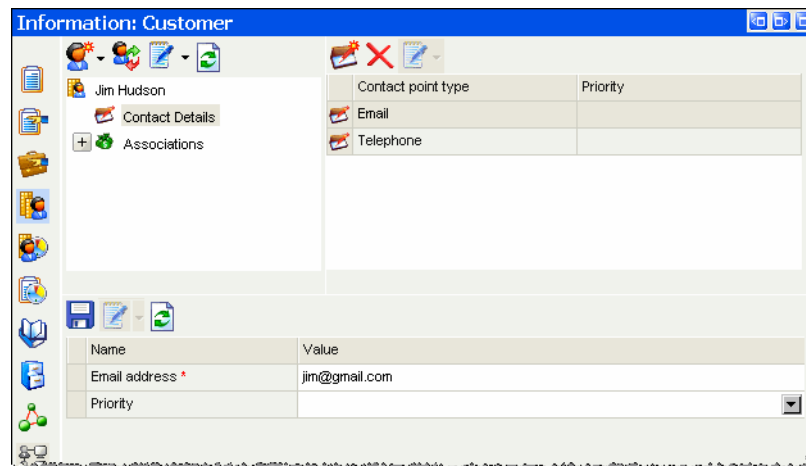 Information: Customer
Jim Hudson
Contact Details
Associations
Contact point type Priority
Email
Telephone
Name Value
Email address * jim@gmail.com
Priority